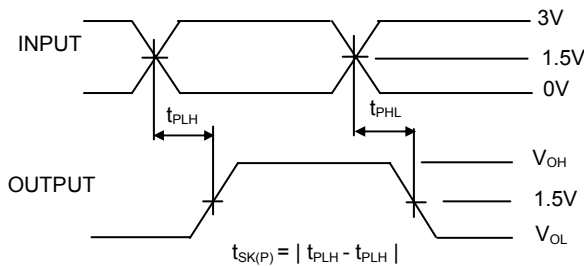 INPUT
3V
1.5V
0V
tPLH
tPHL
OUTPUT
VOH
1.5V
VOL
tSK(P) = | tPLH - tPLH |